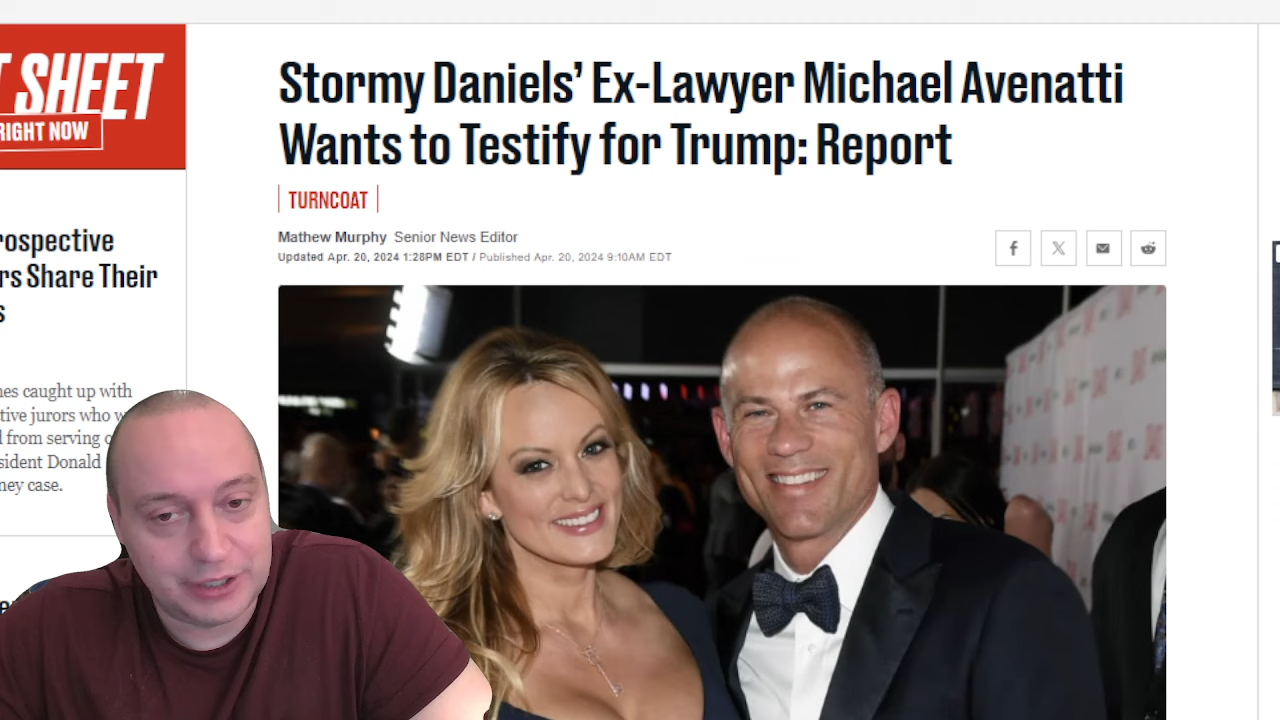 T SHEET
RIGHT NOW
Stormy Daniels’ Ex-Lawyer Michael Avenatti
Wants to Testify for Trump: Report
TURNCOAT
Mathew Murphy Senior News Editor
Updated Apr. 20, 2024 1:28PM EDT / Published Apr. 20, 2024 9:10AM EDT
rospective
rs Share Their
s
nes caught up with
tive jurors who w
d from serving o
sident Donald
ney case.